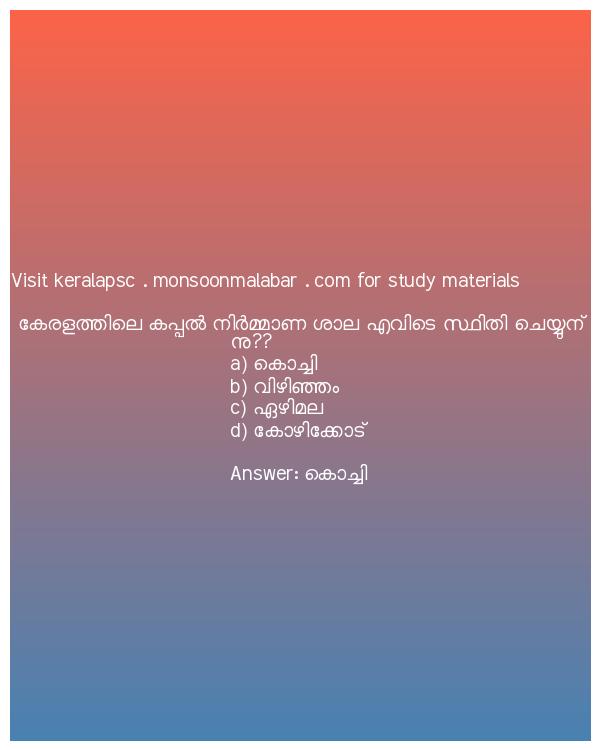 Visit keralapsc . monsoonmalabar . com for study materials
കേരളത്തിലെ കപ്പൽ നിർമ്മാണ ശാല എവിടെ സ്ഥിതി ചെയ്യുന്
നു??
a) കൊച്ചി
b) വിഴിഞ്ഞം
c) ഏഴിമല
d) കോഴിക്കോട്
Answer: കൊച്ചി